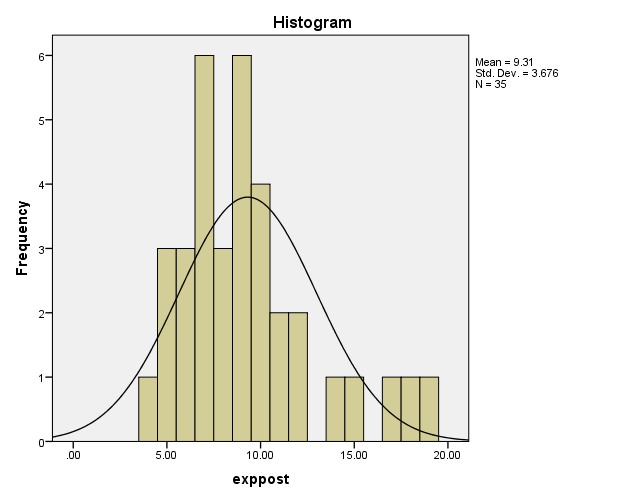 Histogram
Mean = 9.31
Std. Dev. = 3.676
N = 35
Frequency
6
5
4
3
2
1
0
.00 5.00 10.00 15.00 20.00
exppost